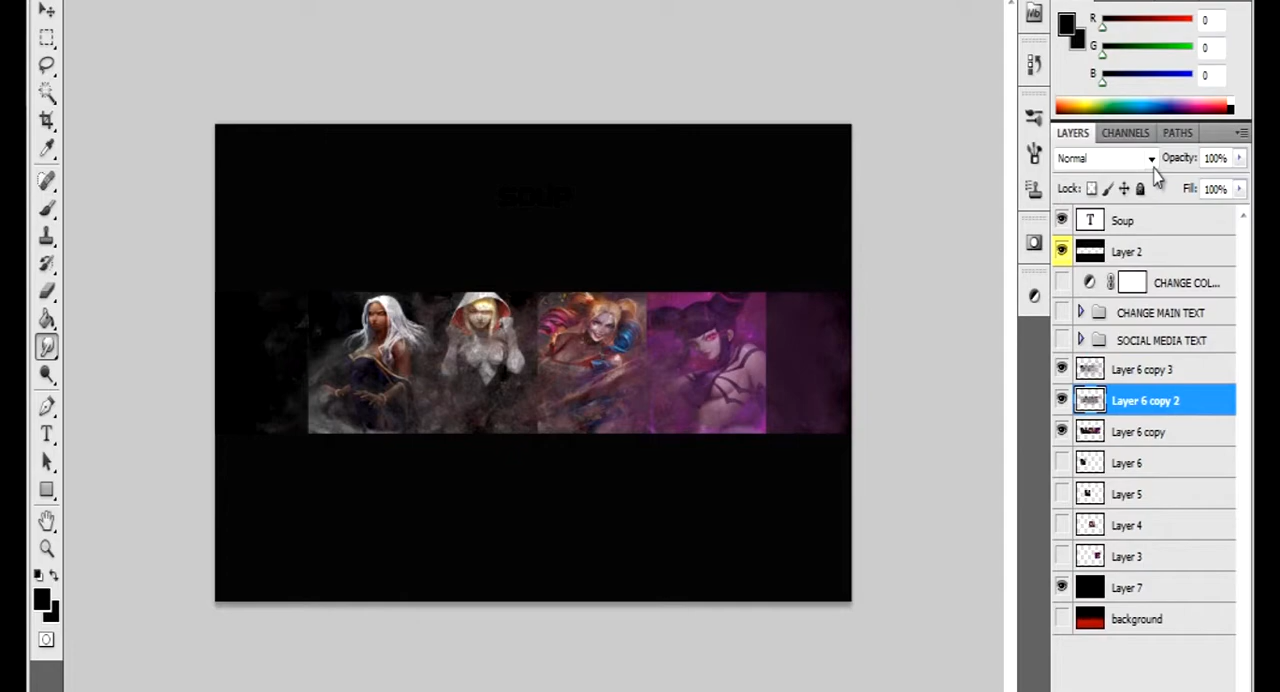 R 0
G 0
B 0
Mb
LAYERS CHANNELS PATHS
Normal Opacity: 100%
Lock: Fill: 100%
T Soup
Layer 2
CHANGE COL...
CHANGE MAIN TEXT
SOCIAL MEDIA TEXT
Layer 6 copy 3
Layer 6 copy 2
Layer 6 copy
Layer 6
Layer 5
Layer 4
Layer 3
Layer 7
background
SOUP
T